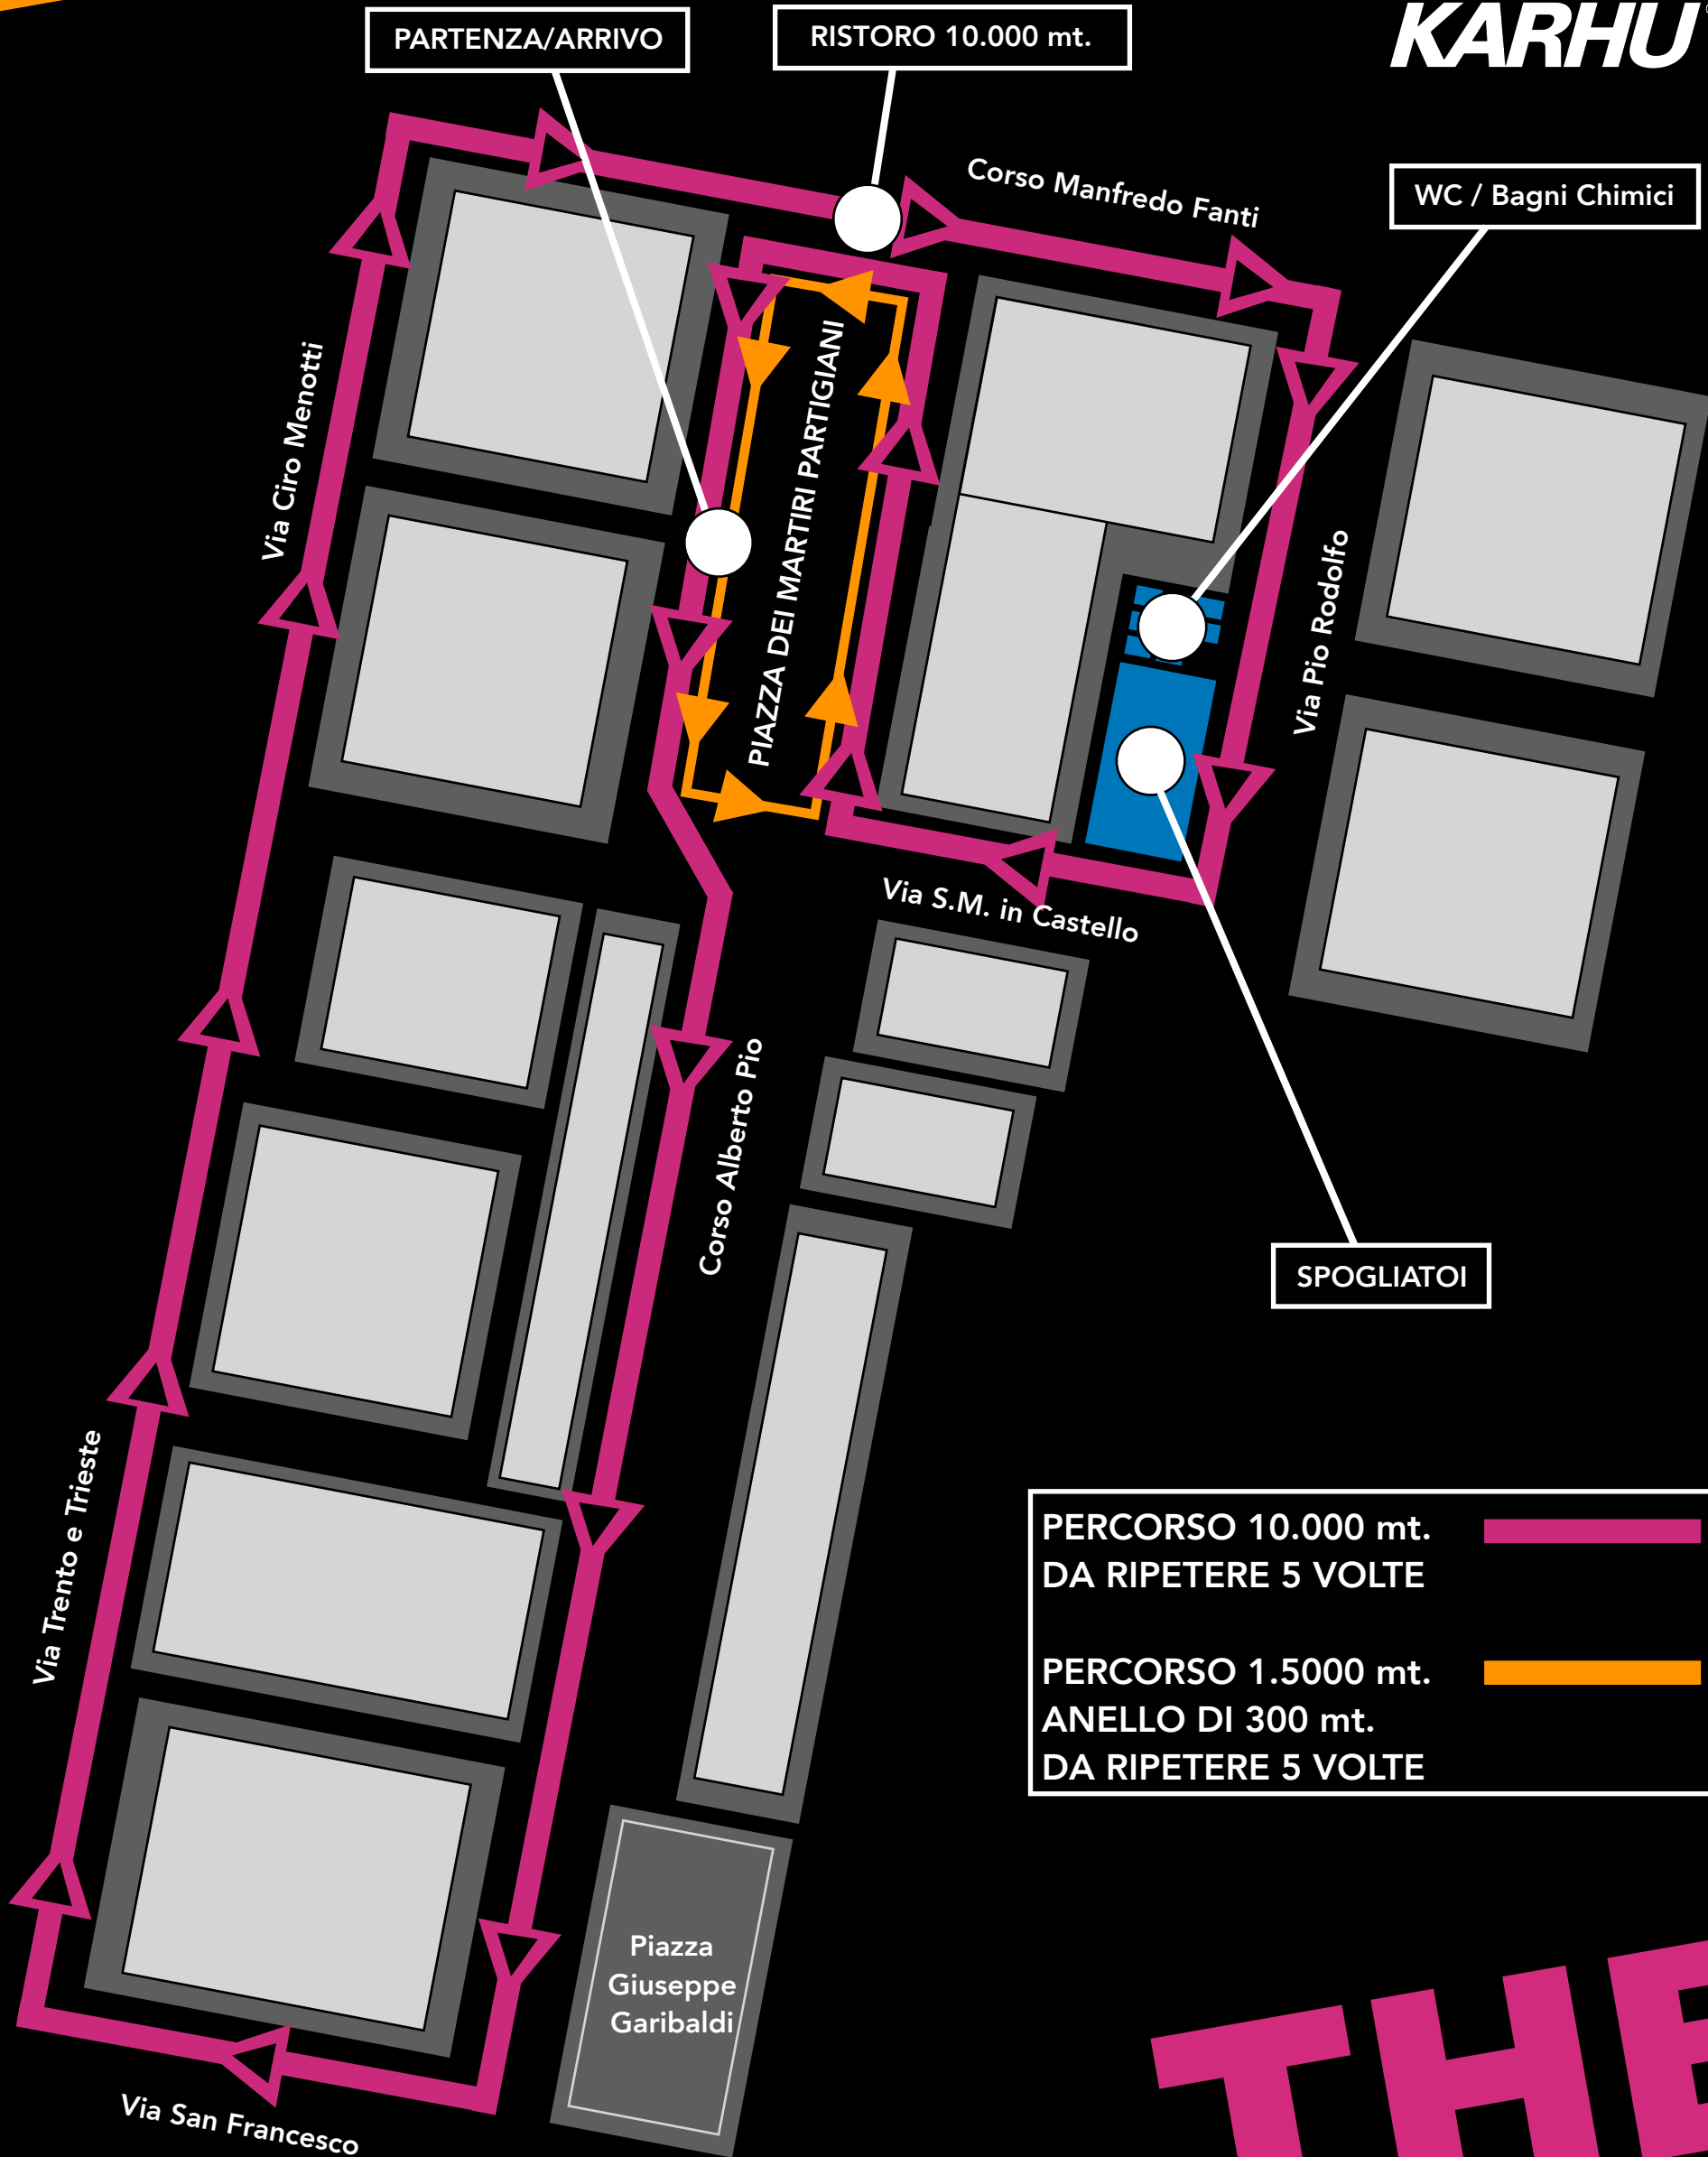 PARTENZA/ARRIVO
RISTORO 10.000 mt.
KARHU
Corso Manfredo Fanti
WC / Bagni Chimici
Via Ciro Menotti
PIAZZA DEI MARTIRI PARTIGIANI
Via Pio Rodolfo
Via S.M. in Castello
Corso Alberto Pio
SPOGLIATOI
Via Trento e Trieste
PERCORSO 10.000 mt.
DA RIPETERE 5 VOLTE
PERCORSO 1.5000 mt.
ANELLO DI 300 mt.
DA RIPETERE 5 VOLTE
Piazza
Giuseppe
Garibaldi
Via San Francesco
THE